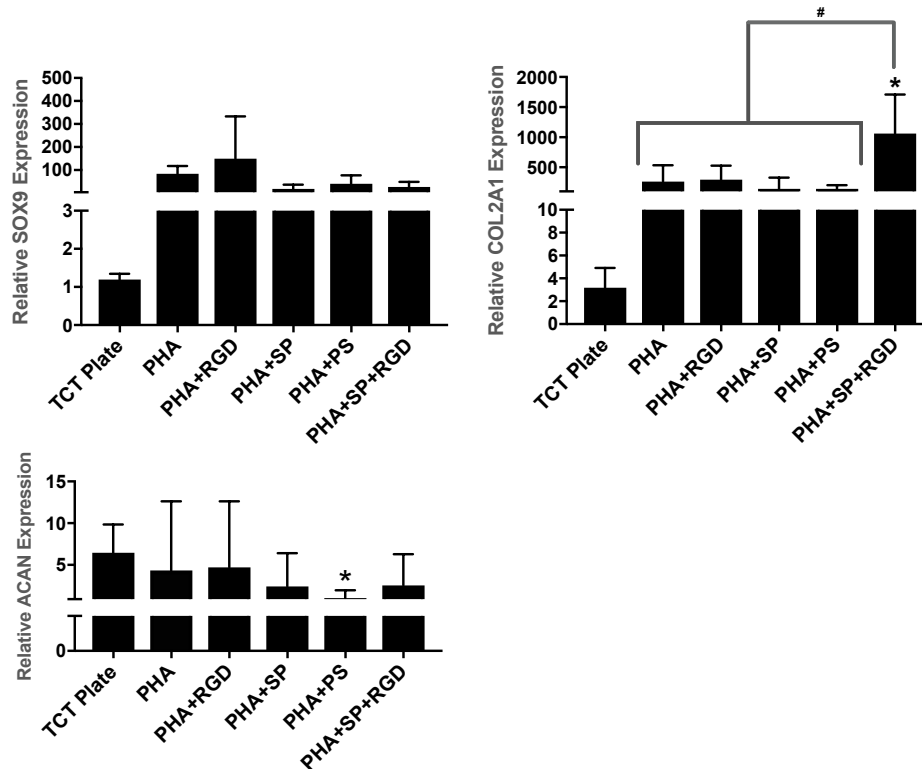 Relative SOX9 Expression
500
400
300
200
100
3
2
1
0
TCT Plate
PHA
PHA+RGD
PHA+SP
PHA+PS
PHA+SP+RGD
#
Relative COL2A1 Expression
2000
1500
1000
500
10
8
6
4
2
0
*
TCT Plate
PHA
PHA+RGD
PHA+SP
PHA+PS
PHA+SP+RGD
Relative ACAN Expression
15
10
5
0
*
TCT Plate
PHA
PHA+RGD
PHA+SP
PHA+PS
PHA+SP+RGD